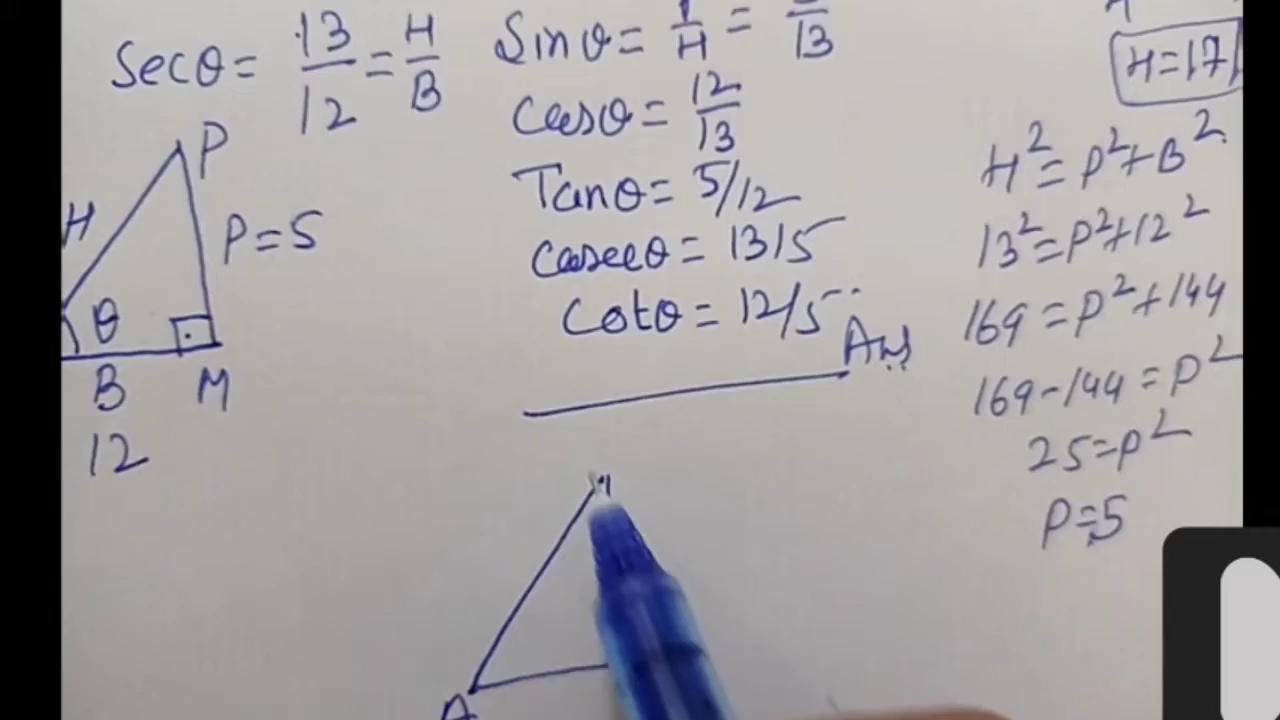 Secθ = 13/12 = H/B
P
H
P=5
θ
B M
12
Sinθ = P/H = 5/13
Cosθ = 12/13
Tanθ = 5/12
Cosecθ = 13/5
Cotθ = 12/5
Ans
A
H=17
H²=P²+B²
13²=P²+12²
169=P²+144
169-144=P²
25=P²
P=5